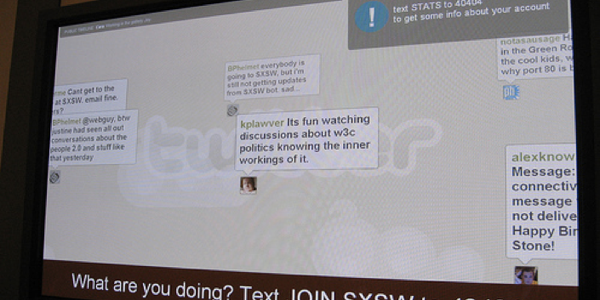 text STATS to 40404
to get some info about your account
notasausage
in the Green
the cool kids, w
why port 80 is b
BPhelmet everybody is
going to SXSW, but i'm
still not getting updates
from SXSW bot. sad...
Cant get to the
at SXSW. email fine.
BPhelmet @webguy, btw
justine had seen all out
conversations about the
people 2.0 and stuff like
that yesterday
kplawver Its fun watching
discussions about w3c
politics knowing the inner
workings of it.
twitter
alexknow
Message:
connectiv
message
not delive
Happy Bir
Stone!
What are you doing? Text JOIN SXSW